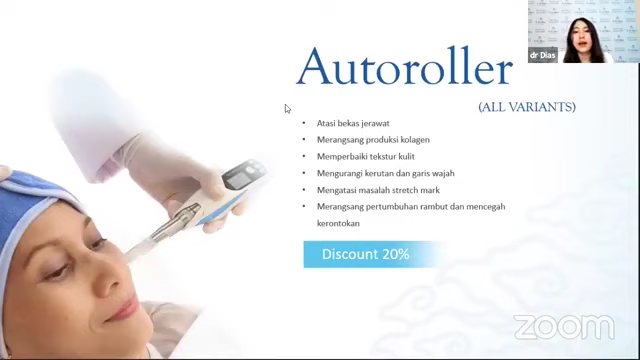 dr Dias
Autoroller
(ALL VARIANTS)
• Atasi bekas jerawat
• Merangsang produksi kolagen
• Memperbaiki tekstur kulit
• Mengurangi kerutan dan garis wajah
• Mengatasi masalah stretch mark
• Merangsang pertumbuhan rambut dan mencegah
kerontokan
Discount 20%
zoom